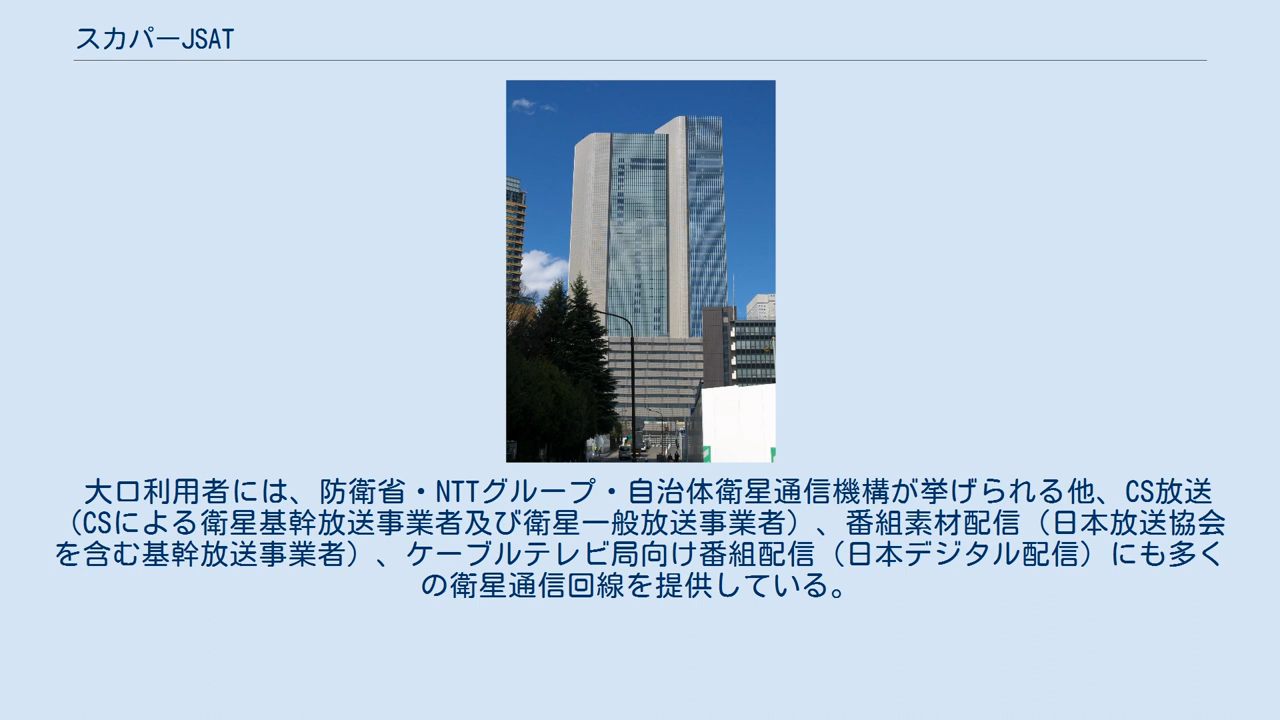 スカパーJSAT
大口利用者には、防衛省・NTTグループ・自治体衛星通信機構が挙げられる他、CS放送
（CSによる衛星基幹放送事業者及び衛星一般放送事業者）、番組素材配信（日本放送協会
を含む基幹放送事業者）、ケーブルテレビ局向け番組配信（日本デジタル配信）にも多く
の衛星通信回線を提供している。